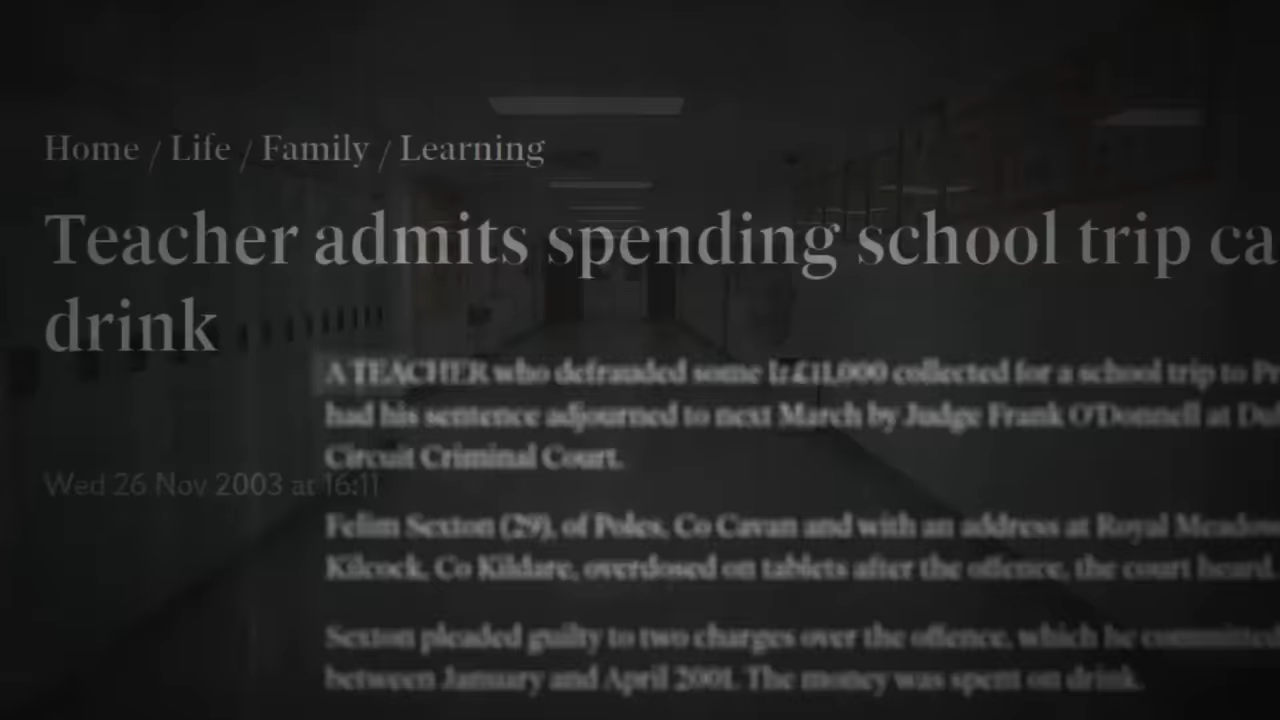 Home / Life / Family / Learning
Teacher admits spending school trip ca
drink
A TEACHER who defrauded some Ir£11,000 collected for a school trip to Pr
had his sentence adjourned to next March by Judge Frank O'Donnell at Du
Circuit Criminal Court.
Wed 26 Nov 2003 at 16:11
Felim Sexton (29), of Poles, Co Cavan and with an address at Royal Meadow
Kilcock, Co Kildare, overdosed on tablets after the offence, the court heard.
Sexton pleaded guilty to two charges over the offence, which he committed
between January and April 2001. The money was spent on drink.